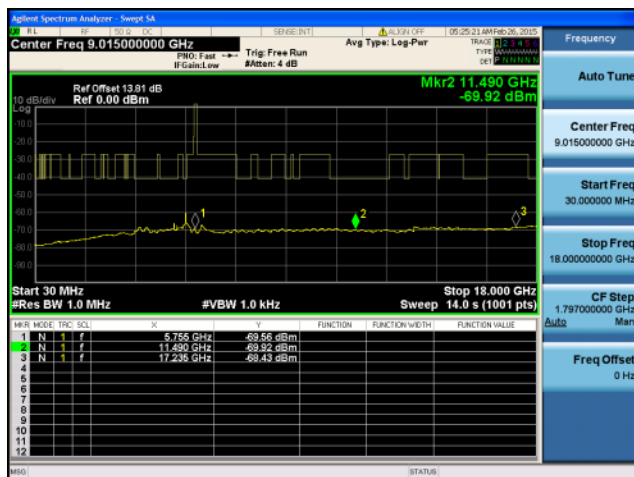 Agilent Spectrum Analyzer - Swept SA
RL RF 50 Ω DC SENSE:INT ALIGN OFF 05:25:21 AM Feb 26, 2015
Center Freq 9.015000000 GHz
PNO: Fast
IFGain:Low
Trig: Free Run
#Atten: 4 dB
Avg Type: Log-Pwr
TRACE 1 2 3 4 5 6
TYPE
DET P N N N N N
Ref Offset 13.81 dB
10 dB/div Ref 0.00 dBm
Log
Mkr2 11.490 GHz
-69.92 dBm
-10.0
-20.0
-30.0
-40.0
-50.0
-60.0
-70.0
-80.0
-90.0
1
2
3
Start 30 MHz Stop 18.000 GHz
#Res BW 1.0 MHz #VBW 1.0 kHz Sweep 14.0 s (1001 pts)
MKR MODE TRC SCL X Y FUNCTION FUNCTION WIDTH FUNCTION VALUE
1 N 1 f 5.755 GHz -69.56 dBm
2 N 1 f 11.490 GHz -69.92 dBm
3 N 1 f 17.235 GHz -68.43 dBm
4
5
6
7
8
9
10
11
12
MSG STATUS
Frequency
Auto Tune
Center Freq
9.015000000 GHz
Start Freq
30.000000 MHz
Stop Freq
18.000000000 GHz
CF Step
1.797000000 GHz
Auto Man
Freq Offset
0 Hz